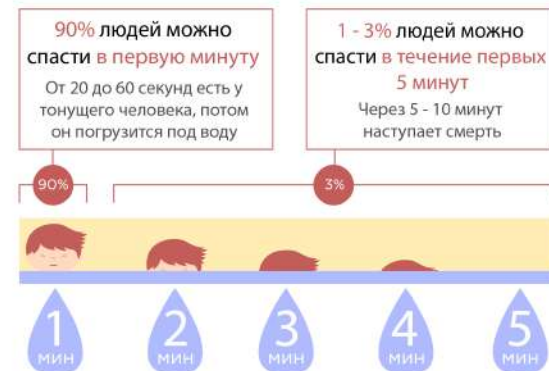 90% людей можно
спасти в первую минуту
От 20 до 60 секунд есть у
тонущего человека, потом
он погрузится под воду
1 - 3% людей можно
спасти в течение первых
5 минут
Через 5 - 10 минут
наступает смерть
90%
3%
1 мин
2 мин
3 мин
4 мин
5 мин